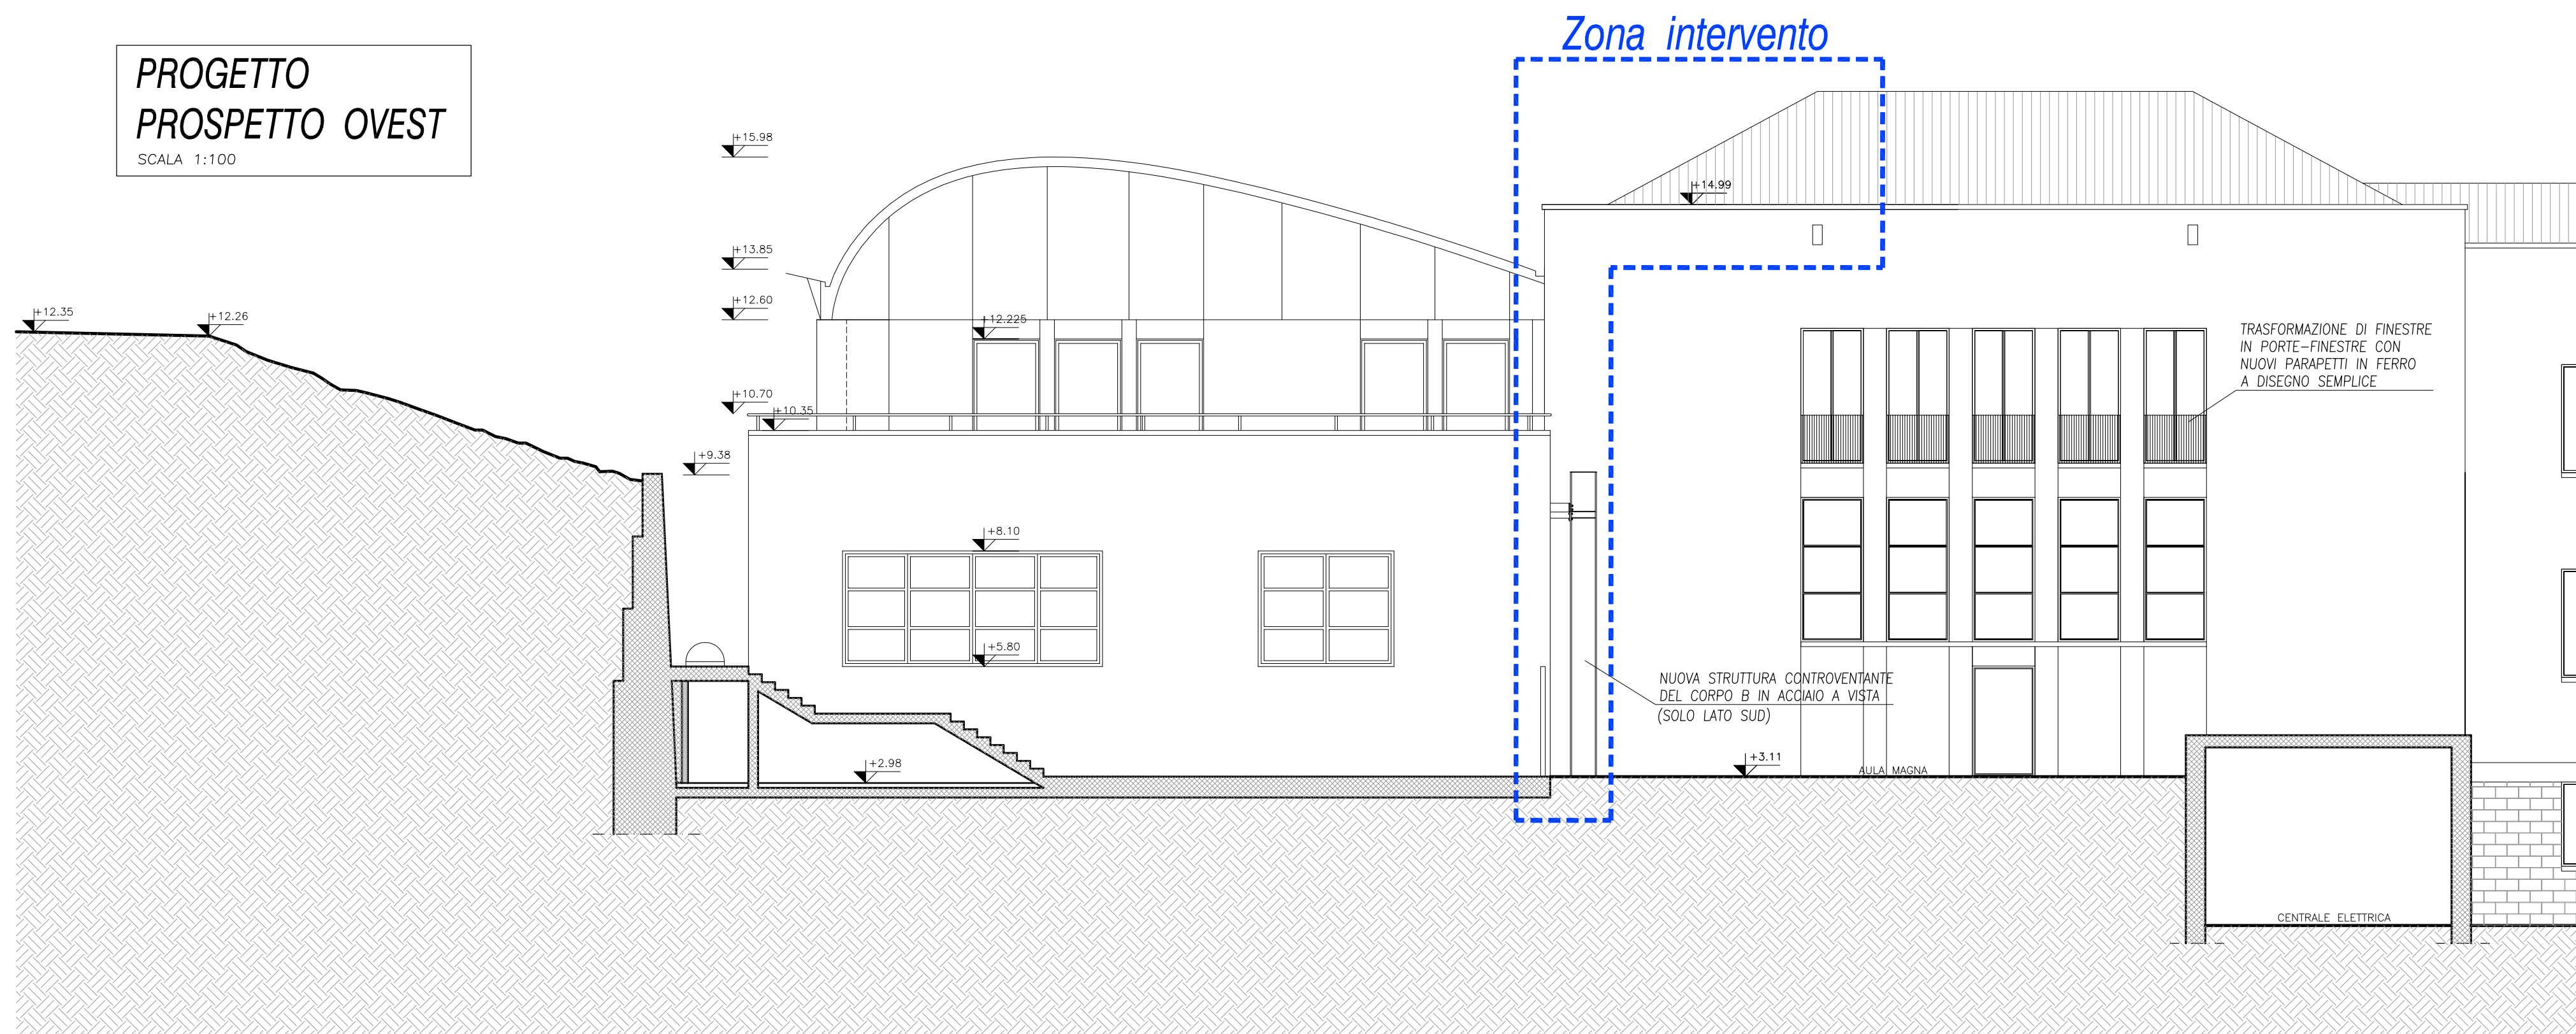 Zona intervento
PROGETTO
PROSPETTO OVEST
SCALA 1:100
+15.98
+14.99
+13.85
+12.60
+12.35
+12.26
+12.225
TRASFORMAZIONE DI FINESTRE
IN PORTE-FINESTRE CON
NUOVI PARAPETTI IN FERRO
A DISEGNO SEMPLICE
+10.70
+10.35
+9.38
+8.10
+5.80
NUOVA STRUTTURA CONTROVENTANTE
DEL CORPO B IN ACCIAIO A VISTA
(SOLO LATO SUD)
+2.98
+3.11
AULA MAGNA
CENTRALE ELETTRICA